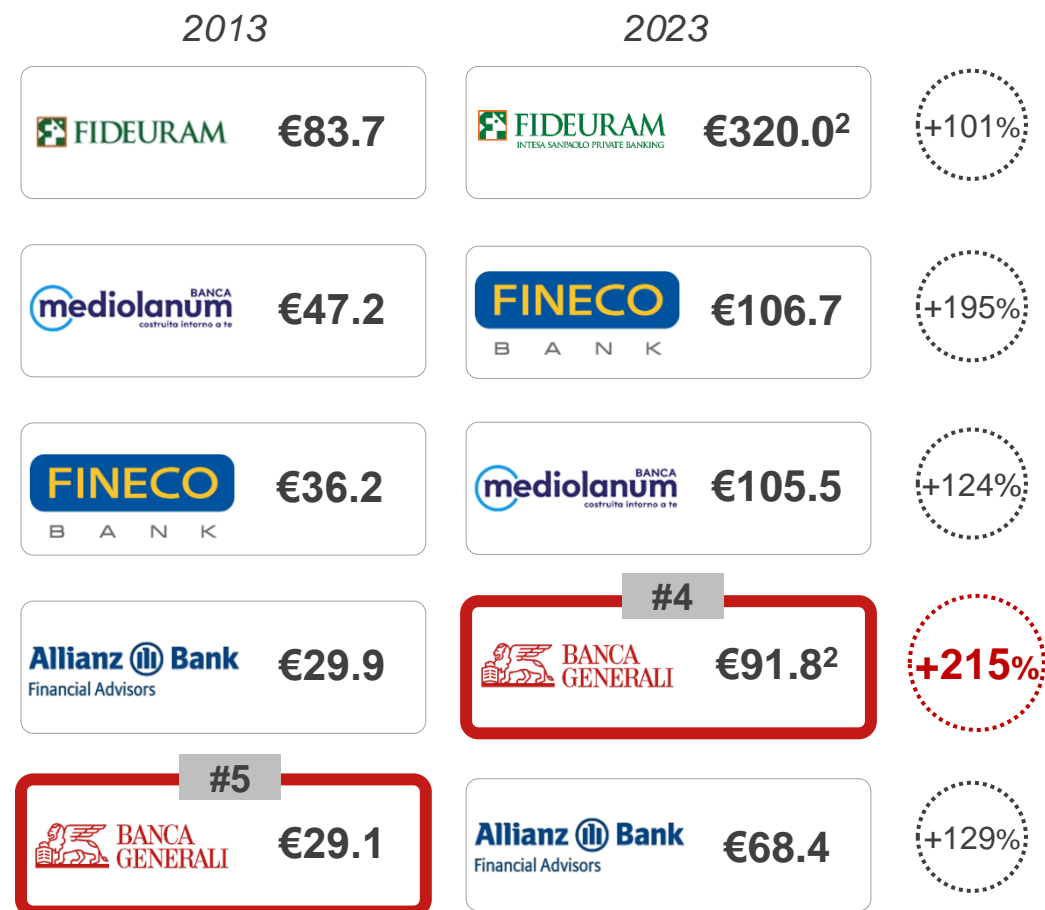 2013
2023
FIDEURAM
€83.7
FIDEURAM
INTESA SANPAOLO PRIVATE BANKING
€320.0²
+101%
BANCA
mediolanum
costruita intorno a te
€47.2
FINECO
BANK
€106.7
+195%
FINECO
BANK
€36.2
BANCA
mediolanum
costruita intorno a te
€105.5
+124%
Allianz Bank
Financial Advisors
€29.9
#4
BANCA
GENERALI
€91.8²
+215%
#5
BANCA
GENERALI
€29.1
Allianz Bank
Financial Advisors
€68.4
+129%